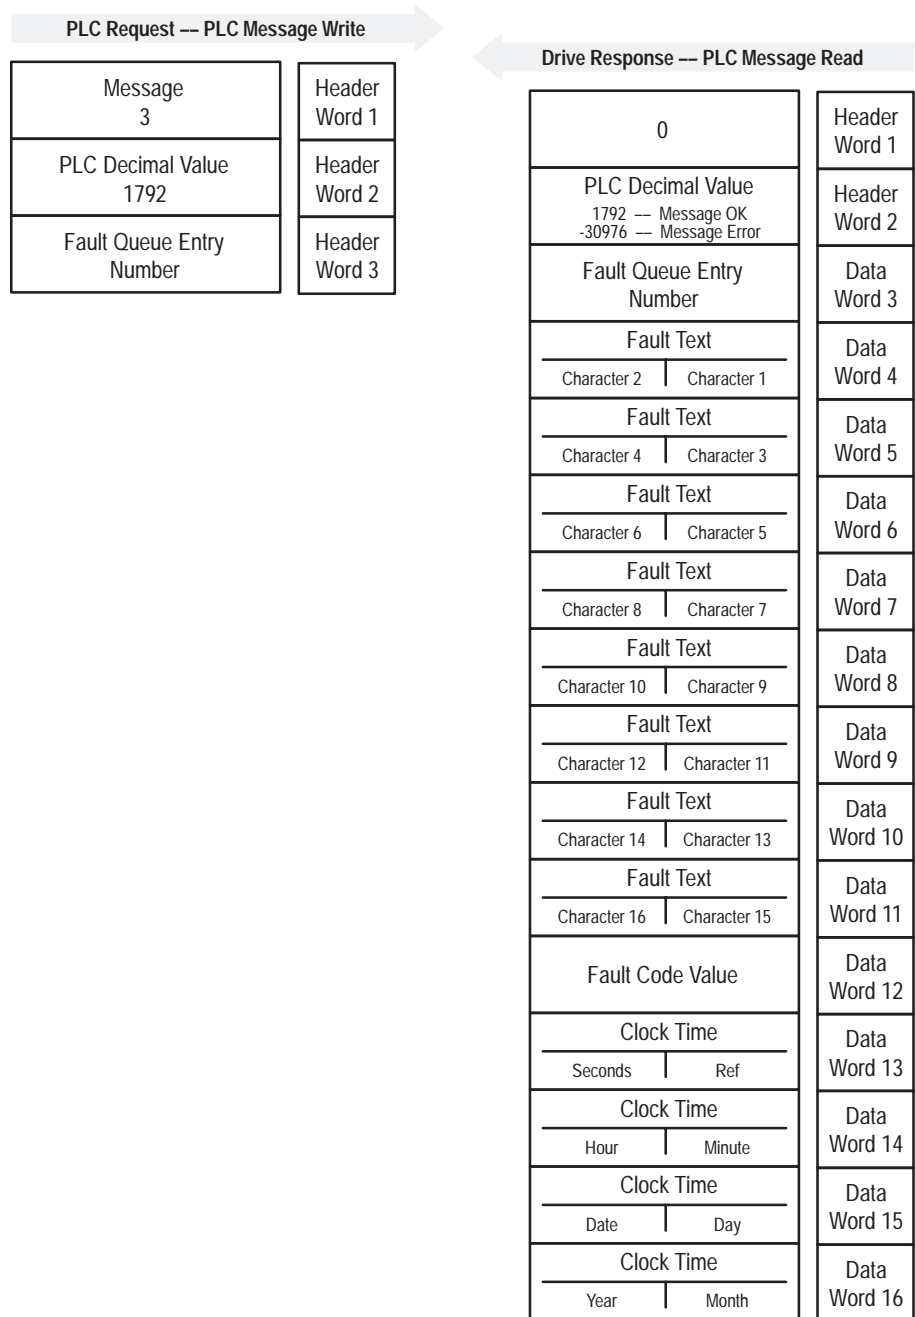 PLC Request –– PLC Message Write
Message
3
Header
Word 1
PLC Decimal Value
1792
Header
Word 2
Fault Queue Entry
Number
Header
Word 3
Drive Response –– PLC Message Read
0
Header
Word 1
PLC Decimal Value
1792 –– Message OK
-30976 –– Message Error
Header
Word 2
Fault Queue Entry
Number
Data
Word 3
Fault Text
Character 2 Character 1
Data
Word 4
Fault Text
Character 4 Character 3
Data
Word 5
Fault Text
Character 6 Character 5
Data
Word 6
Fault Text
Character 8 Character 7
Data
Word 7
Fault Text
Character 10 Character 9
Data
Word 8
Fault Text
Character 12 Character 11
Data
Word 9
Fault Text
Character 14 Character 13
Data
Word 10
Fault Text
Character 16 Character 15
Data
Word 11
Fault Code Value
Data
Word 12
Clock Time
Seconds Ref
Data
Word 13
Clock Time
Hour Minute
Data
Word 14
Clock Time
Date Day
Data
Word 15
Clock Time
Year Month
Data
Word 16